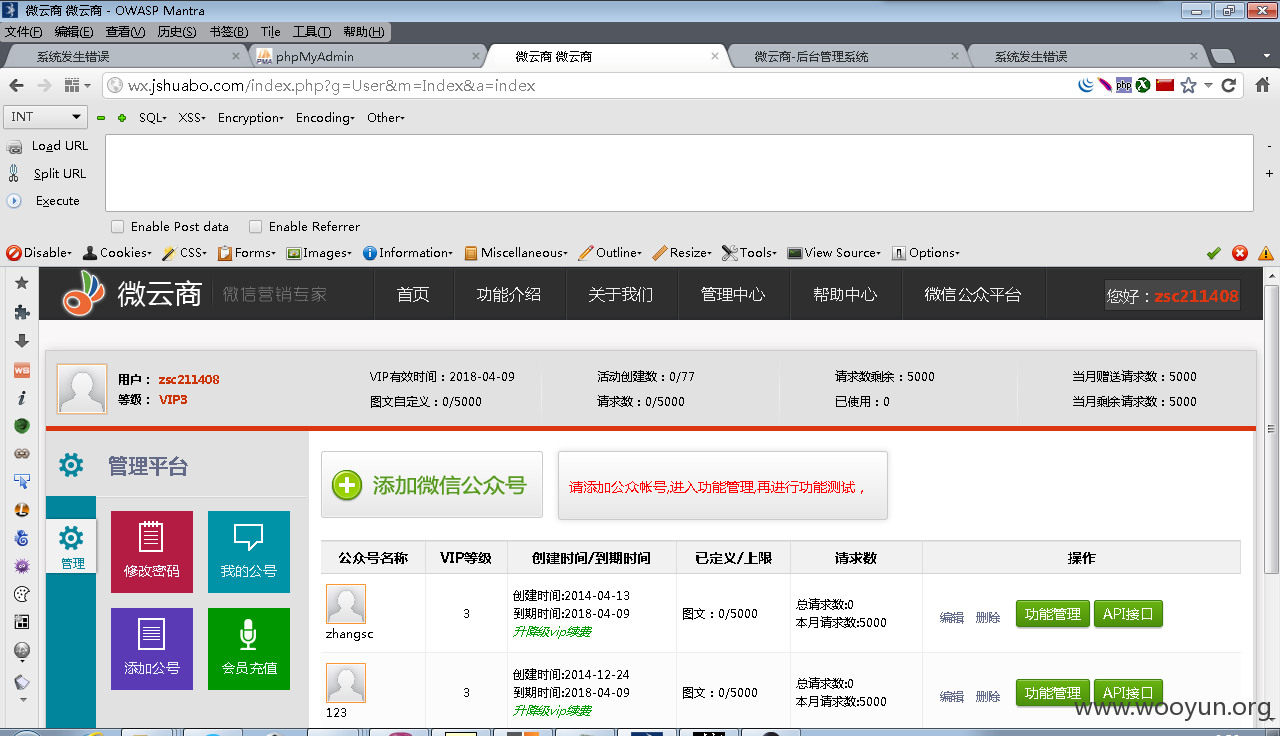 微云商 微云商 - OWASP Mantra
文件(F) 编辑(E) 查看(V) 历史(S) 书签(B) Tile 工具(T) 帮助(H)
系统发生错误 phpMyAdmin 微云商 微云商 微云商-后台管理系统 系统发生错误
wx.jshuabo.com/index.php?g=User&m=Index&a=index
INT SQL XSS Encryption Encoding Other
Load URL
Split URL
Execute
Enable Post data Enable Referrer
Disable Cookies CSS Forms Images Information Miscellaneous Outline Resize Tools View Source Options
微云商 微信营销专家 首页 功能介绍 关于我们 管理中心 帮助中心 微信公众平台 您好：zsc211408
用户： zsc211408 VIP有效时间：2018-04-09 活动创建数：0/77 请求数剩余：5000 当月赠送请求数：5000
等级： VIP3 图文自定义：0/5000 请求数：0/5000 已使用：0 当月剩余请求数：5000
管理平台
管理
修改密码 我的公号
添加公号 会员充值
添加微信公众号 请添加公众帐号,进入功能管理,再进行功能测试，
公众号名称 VIP等级 创建时间/到期时间 已定义/上限 请求数 操作
zhangsc 3 创建时间:2014-04-13 到期时间:2018-04-09 升降级vip续费 图文：0/5000 总请求数:0 本月请求数:5000 编辑 删除 功能管理 API接口
123 3 创建时间:2014-12-24 到期时间:2018-04-09 升降级vip续费 图文：0/5000 总请求数:0 本月请求数:5000 编辑 删除 功能管理 API接口
www.wooyun.org